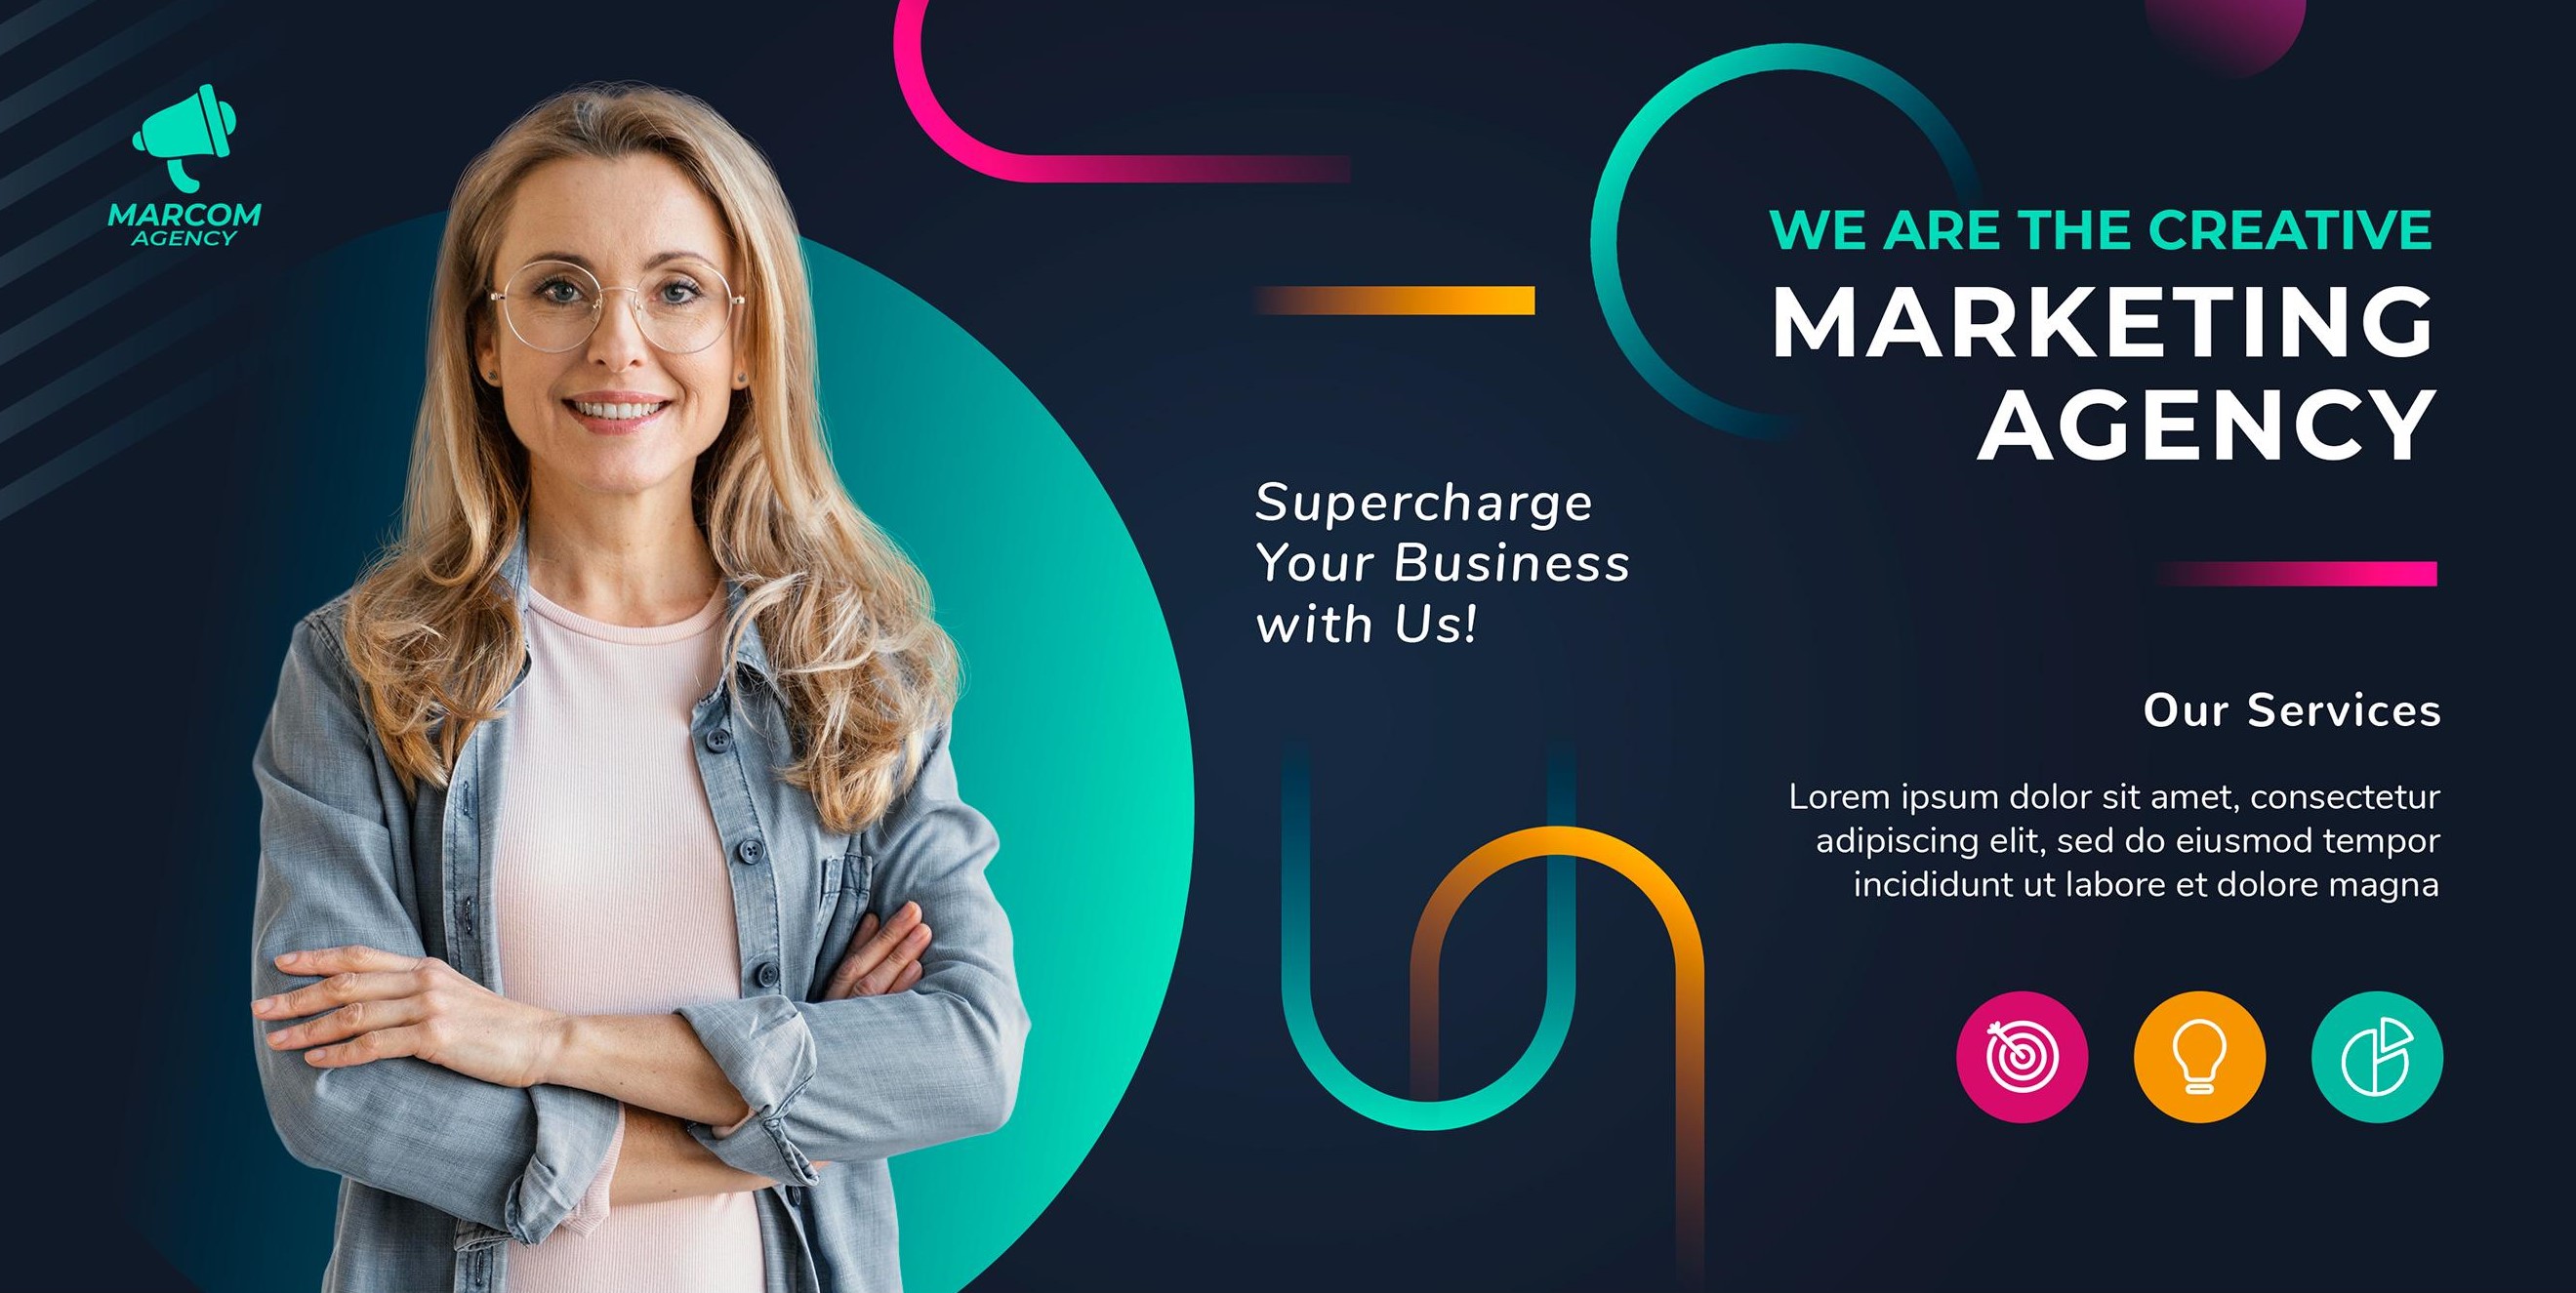 MARCOM
AGENCY
WE ARE THE CREATIVE
MARKETING
AGENCY
Supercharge
Your Business
with Us!
Our Services
Lorem ipsum dolor sit amet, consectetur
adipiscing elit, sed do eiusmod tempor
incididunt ut labore et dolore magna